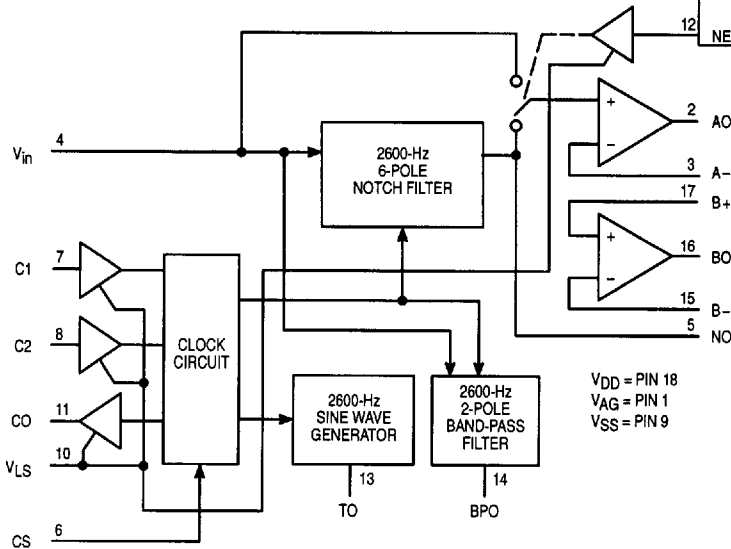 12
NE
4
Vin
2600-Hz
6-POLE
NOTCH FILTER
+
−
2
AO
3
A−
17
B+
+
−
16
BO
15
B−
5
NO
7
C1
8
C2
CLOCK
CIRCUIT
11
CO
10
VLS
6
CS
2600-Hz
SINE WAVE
GENERATOR
13
TO
2600-Hz
2-POLE
BAND-PASS
FILTER
14
BPO
VDD = PIN 18
VAG = PIN 1
VSS = PIN 9